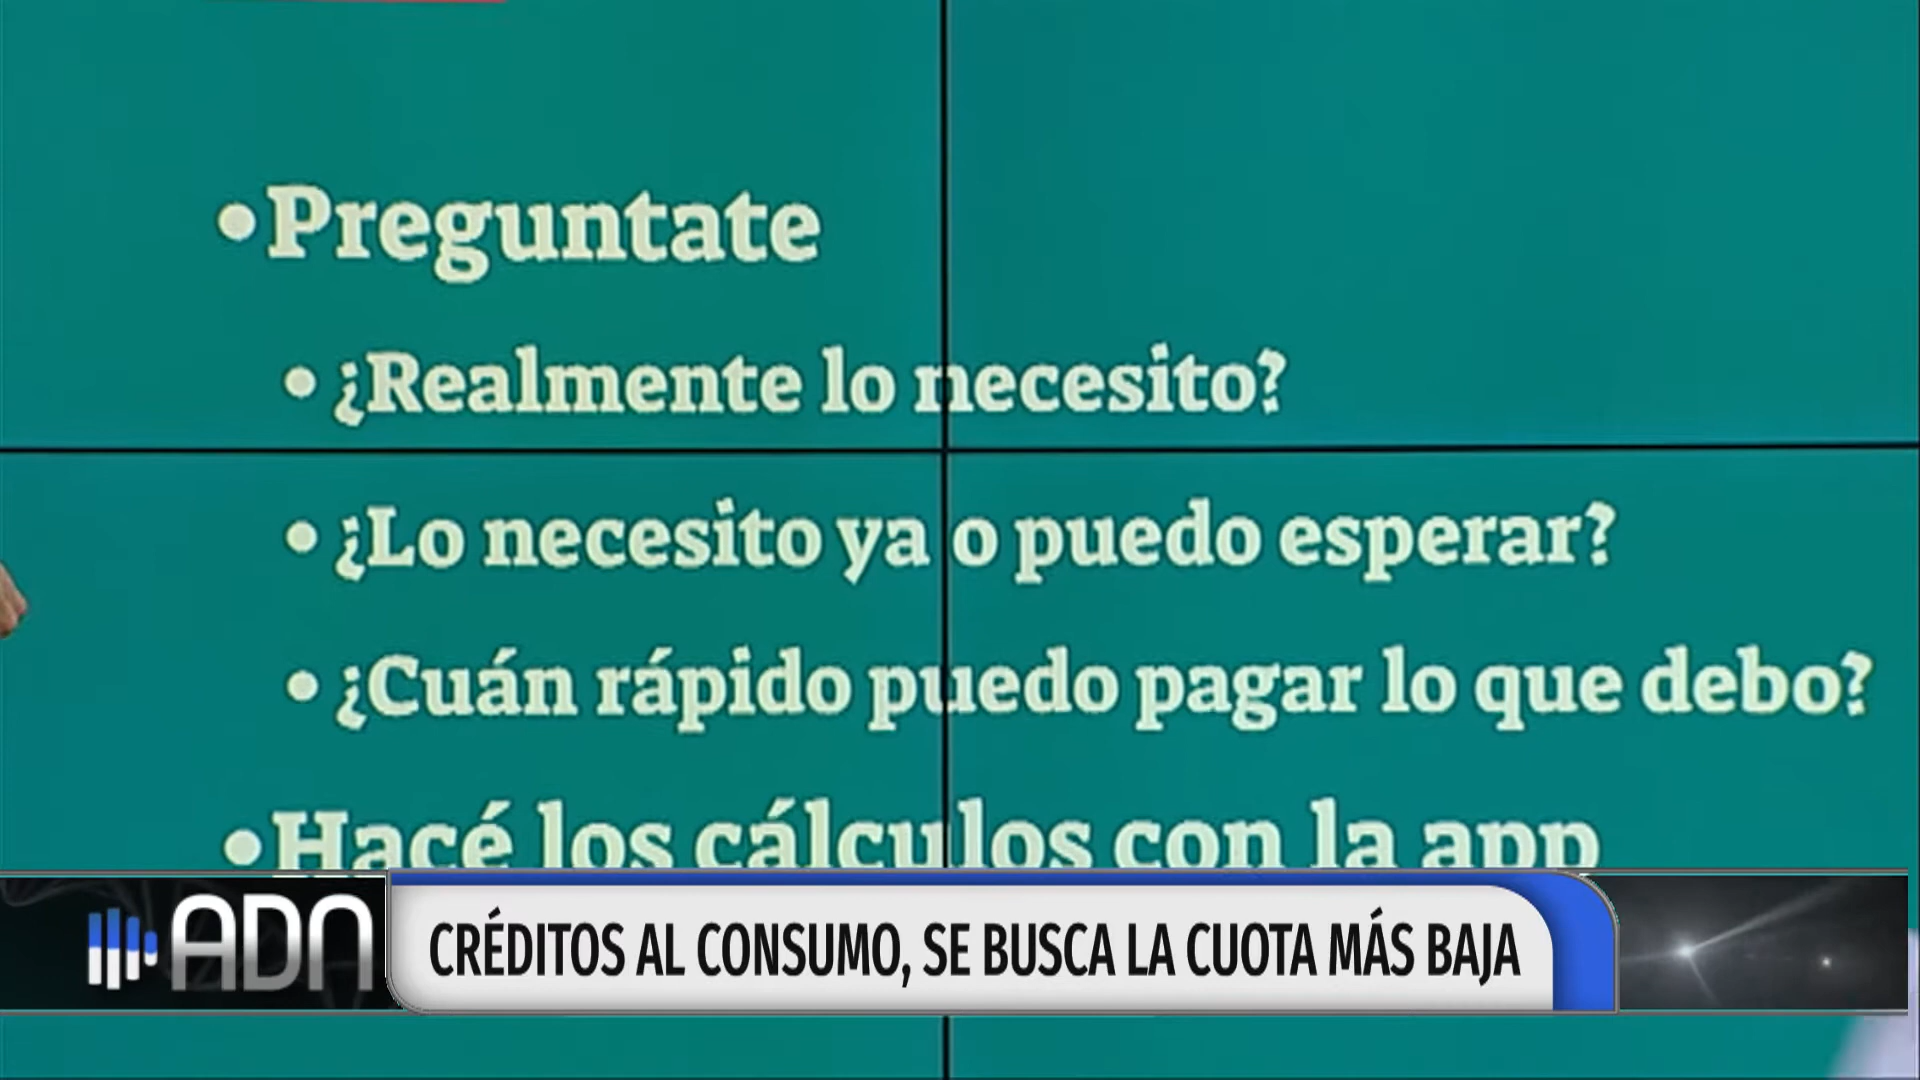 •Preguntate
• ¿Realmente lo necesito?
• ¿Lo necesito ya o puedo esperar?
• ¿Cuán rápido puedo pagar lo que debo?
•Hacé los cálculos con la app
ADN
CRÉDITOS AL CONSUMO, SE BUSCA LA CUOTA MÁS BAJA